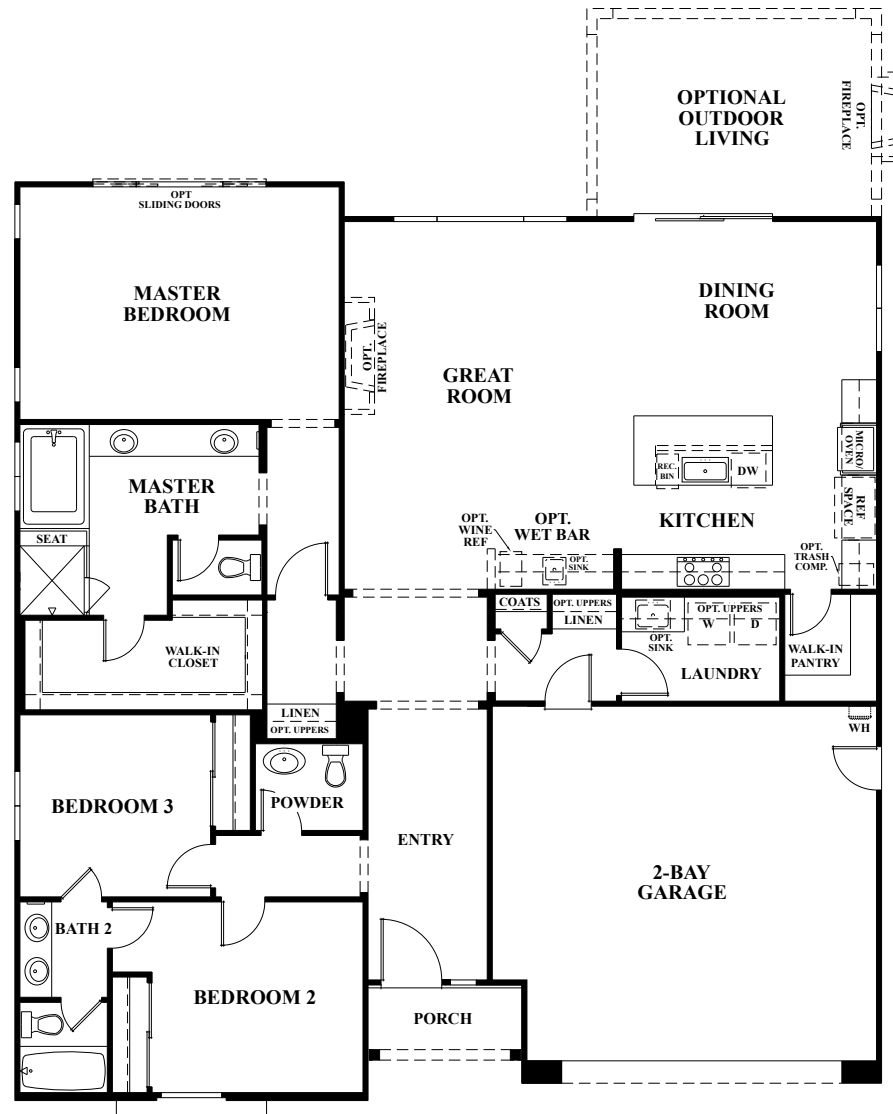 OPTIONAL
OUTDOOR
LIVING
OPT.
FIREPLACE
OPT
SLIDING DOORS
MASTER
BEDROOM
OPT.
FIREPLACE
GREAT
ROOM
DINING
ROOM
MASTER
BATH
SEAT
REC.
BIN
DW
MICRO/
OVEN
REF
SPACE
KITCHEN
OPT.
WINE
REF
OPT.
WET BAR
OPT.
SINK
OPT.
TRASH
COMP.
WALK-IN
CLOSET
COATS
OPT. UPPERS
LINEN
OPT.
SINK
OPT. UPPERS
W
D
LAUNDRY
WALK-IN
PANTRY
LINEN
OPT. UPPERS
WH
BEDROOM 3
POWDER
ENTRY
2-BAY
GARAGE
BATH 2
BEDROOM 2
PORCH